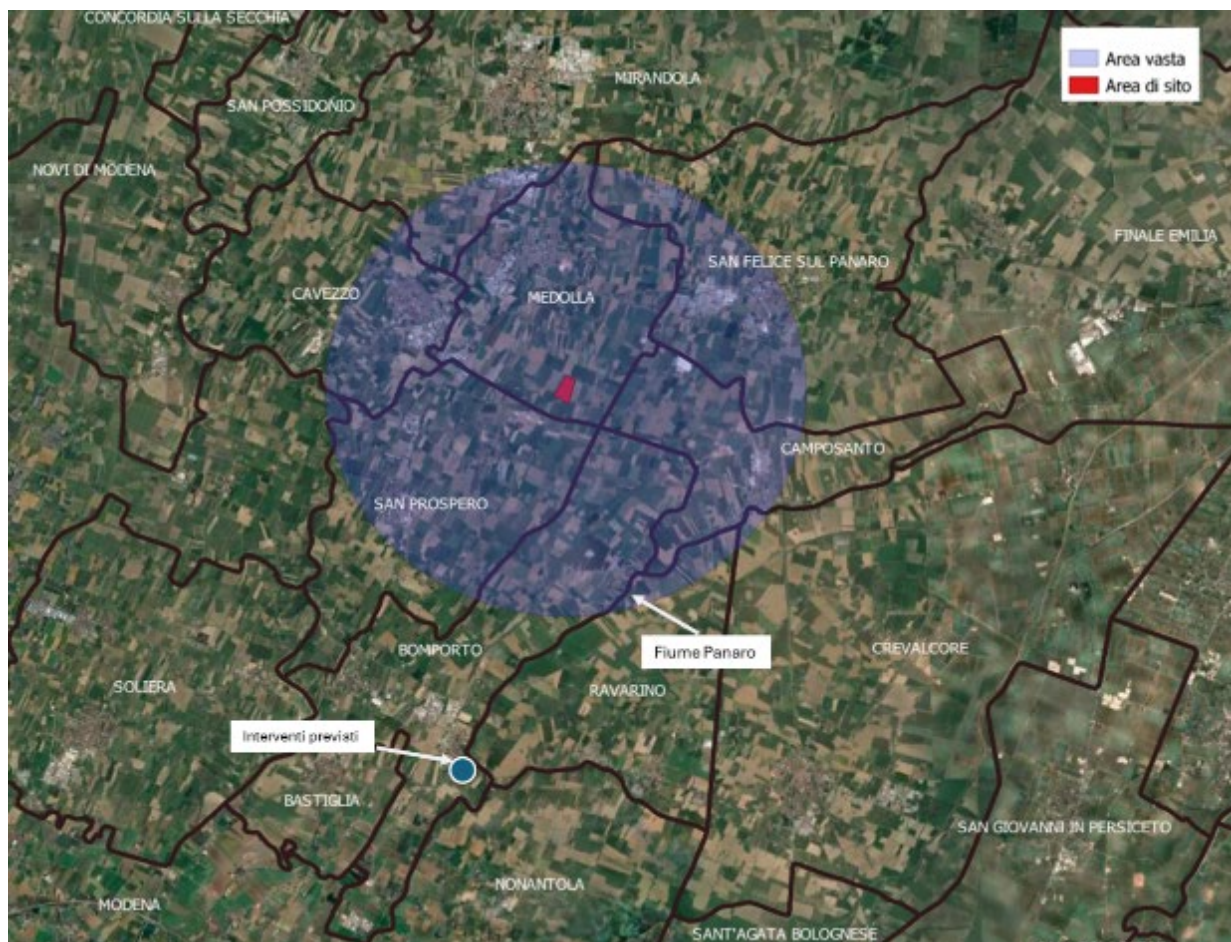 CONCORDIA SULLA SECCHIA
Area vasta
Area di sito
MIRANDOLA
SAN POSSIDONIO
NOVI DI MODENA
FINALE EMILIA
SAN FELICE SUL PANARO
CAVEZZO
MEDOLLA
CAMPOSANTO
SAN PROSPERO
BOMPORTO
Fiume Panaro
CREVALCORE
SOLIERA
RAVARINO
Interventi previsti
BASTIGLIA
SAN GIOVANNI IN PERSICETO
NONANTOLA
MODENA
SANT'AGATA BOLOGNESE